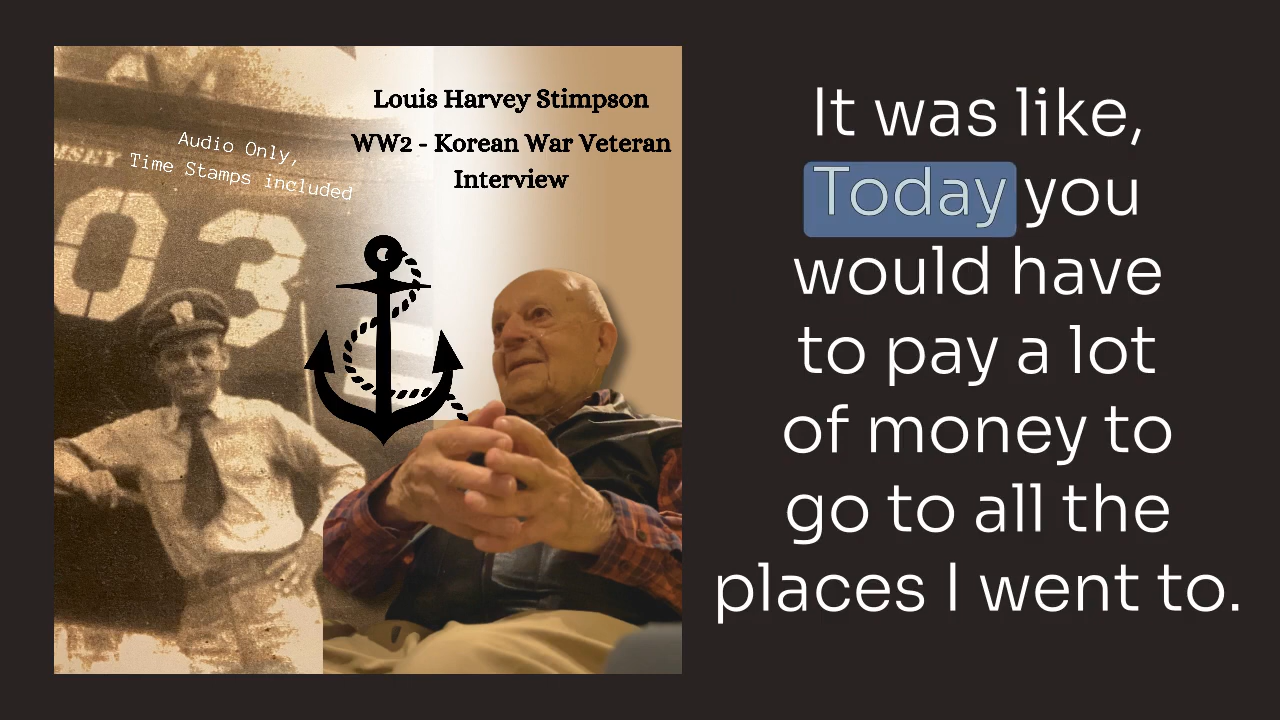 Louis Harvey Stimpson
WW2 - Korean War Veteran
Interview
Audio Only,
Time Stamps included
MSEY
03
It was like,
Today you
would have
to pay a lot
of money to
go to all the
places I went to.